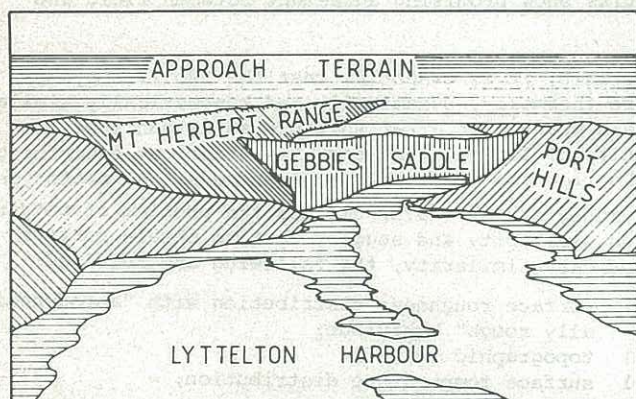 APPROACH TERRAIN
MT HERBERT RANGE
GEBBIES SADDLE
PORT
HILLS
LYTTELTON HARBOUR